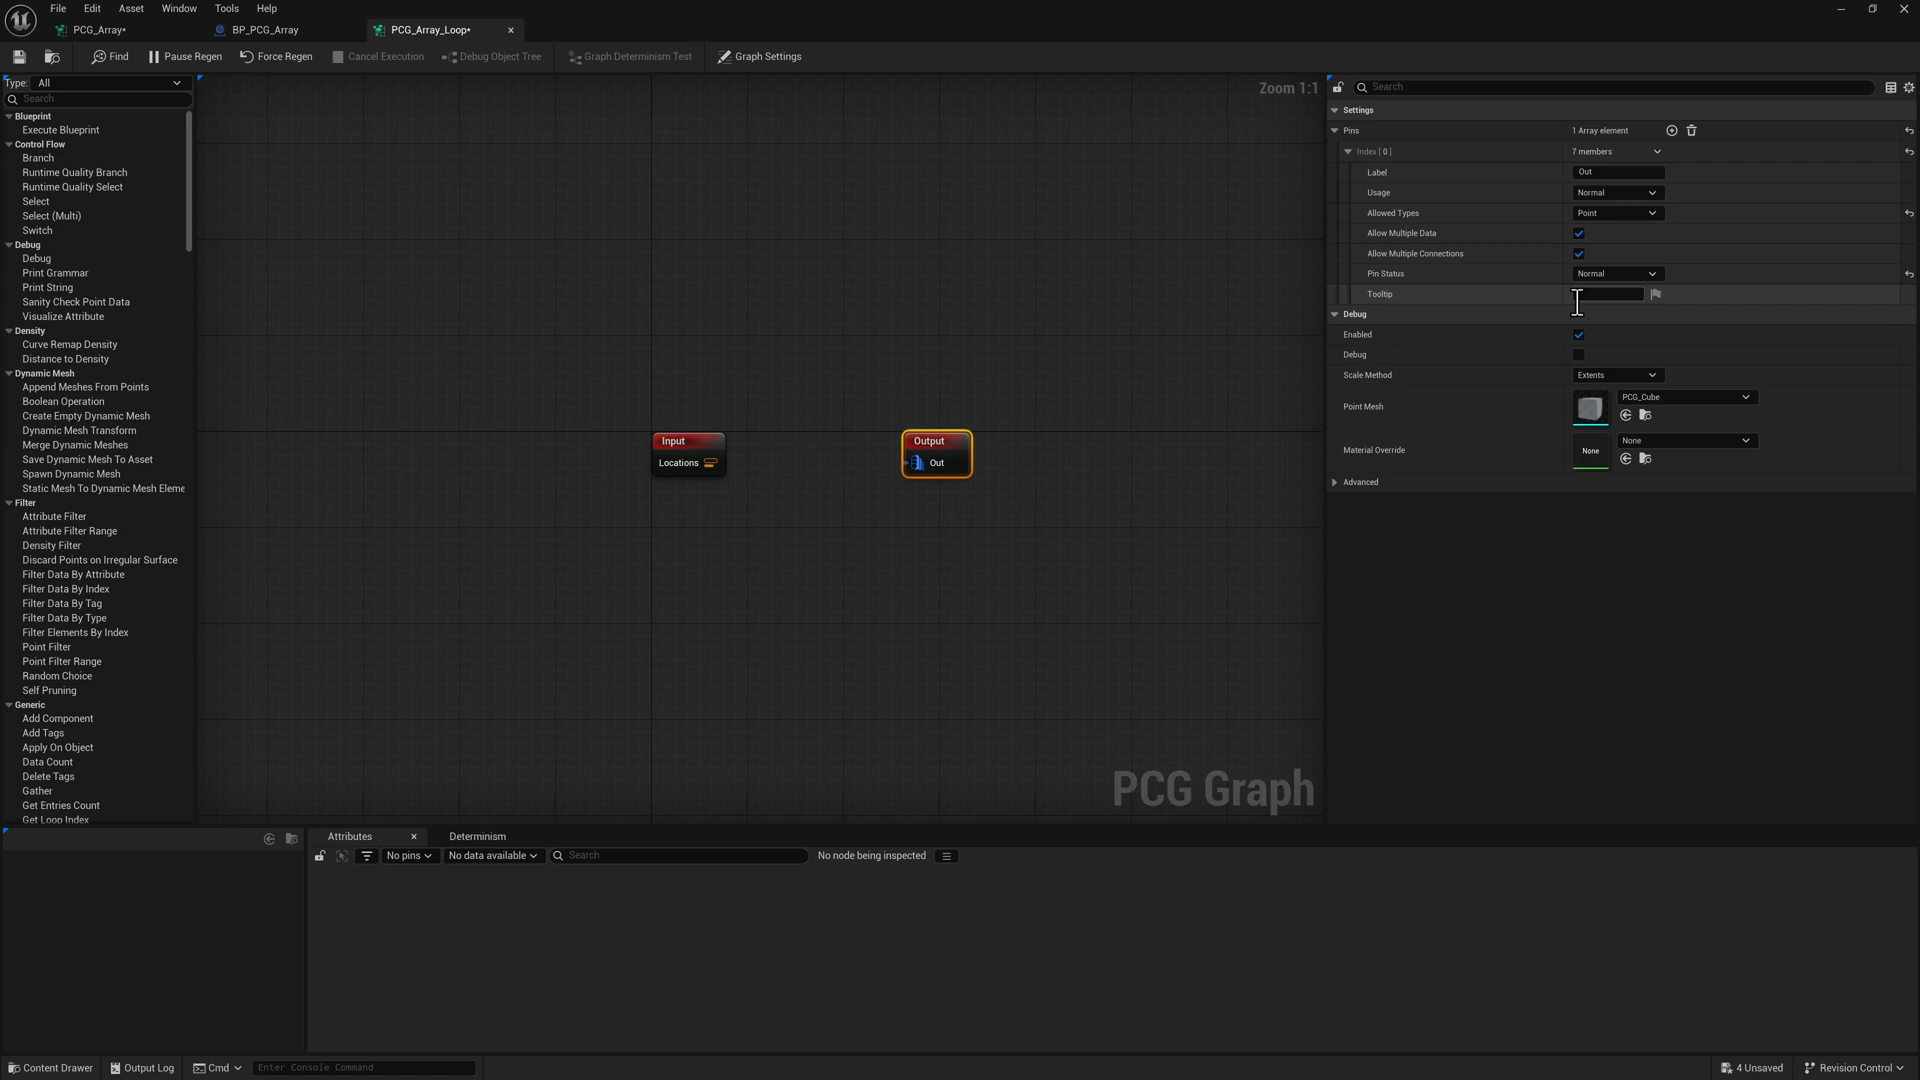 File Edit Asset Window Tools Help
PCG_Array* BP_PCG_Array PCG_Array_Loop*
Find Pause Regen Force Regen Cancel Execution Debug Object Tree Graph Determinism Test Graph Settings
Type: All
Search
Blueprint
Execute Blueprint
Control Flow
Branch
Runtime Quality Branch
Runtime Quality Select
Select
Select (Multi)
Switch
Debug
Debug
Print Grammar
Print String
Sanity Check Point Data
Visualize Attribute
Density
Curve Remap Density
Distance to Density
Dynamic Mesh
Append Meshes From Points
Boolean Operation
Create Empty Dynamic Mesh
Dynamic Mesh Transform
Merge Dynamic Meshes
Save Dynamic Mesh To Asset
Spawn Dynamic Mesh
Static Mesh To Dynamic Mesh Eleme
Filter
Attribute Filter
Attribute Filter Range
Density Filter
Discard Points on Irregular Surface
Filter Data By Attribute
Filter Data By Index
Filter Data By Tag
Filter Data By Type
Filter Elements By Index
Point Filter
Point Filter Range
Random Choice
Self Pruning
Generic
Add Component
Add Tags
Apply On Object
Data Count
Delete Tags
Gather
Get Entries Count
Get Loop Index
Zoom 1:1
Input
Locations
Output
Out
PCG Graph
Search
Settings
Pins 1 Array element
Index [ 0 ] 7 members
Label Out
Usage Normal
Allowed Types Point
Allow Multiple Data
Allow Multiple Connections
Pin Status Normal
Tooltip
Debug
Enabled
Debug
Scale Method Extents
Point Mesh PCG_Cube
Material Override None None
Advanced
Attributes Determinism
No pins No data available Search No node being inspected
Content Drawer Output Log Cmd Enter Console Command 4 Unsaved Revision Control